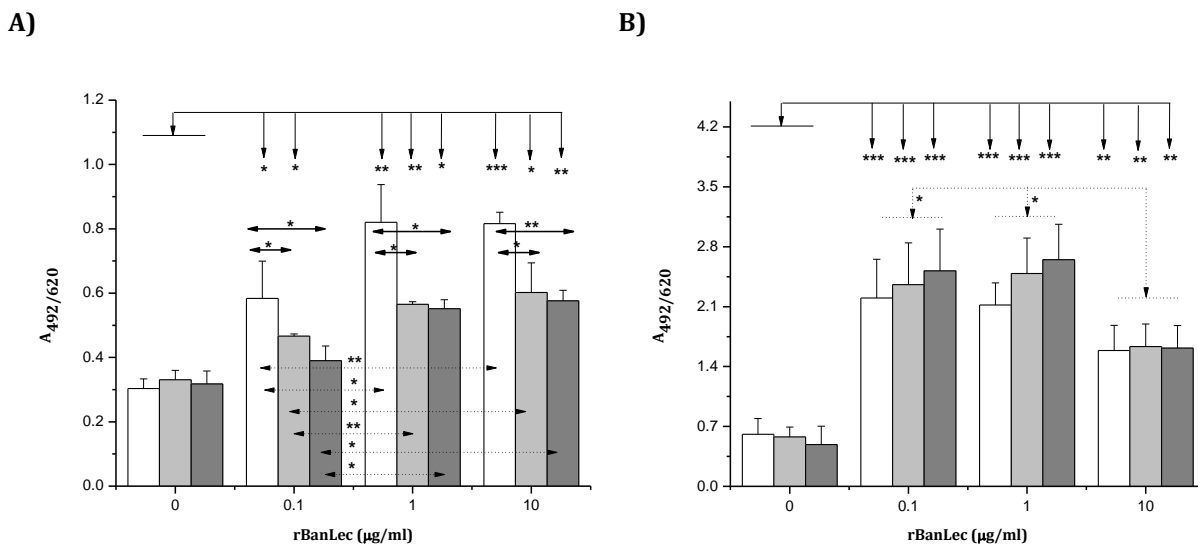 A)
1.2
1.0
0.8
0.6
0.4
0.2
0.0
A492/620
* * ** ** * *** * **
* * **
* * *
**
*
*
**
*
*
0 0.1 1 10
rBanLec (µg/ml)
B)
4.2
3.5
2.8
2.1
1.4
0.7
0.0
A492/620
*** *** *** *** *** *** ** ** **
* *
0 0.1 1 10
rBanLec (µg/ml)